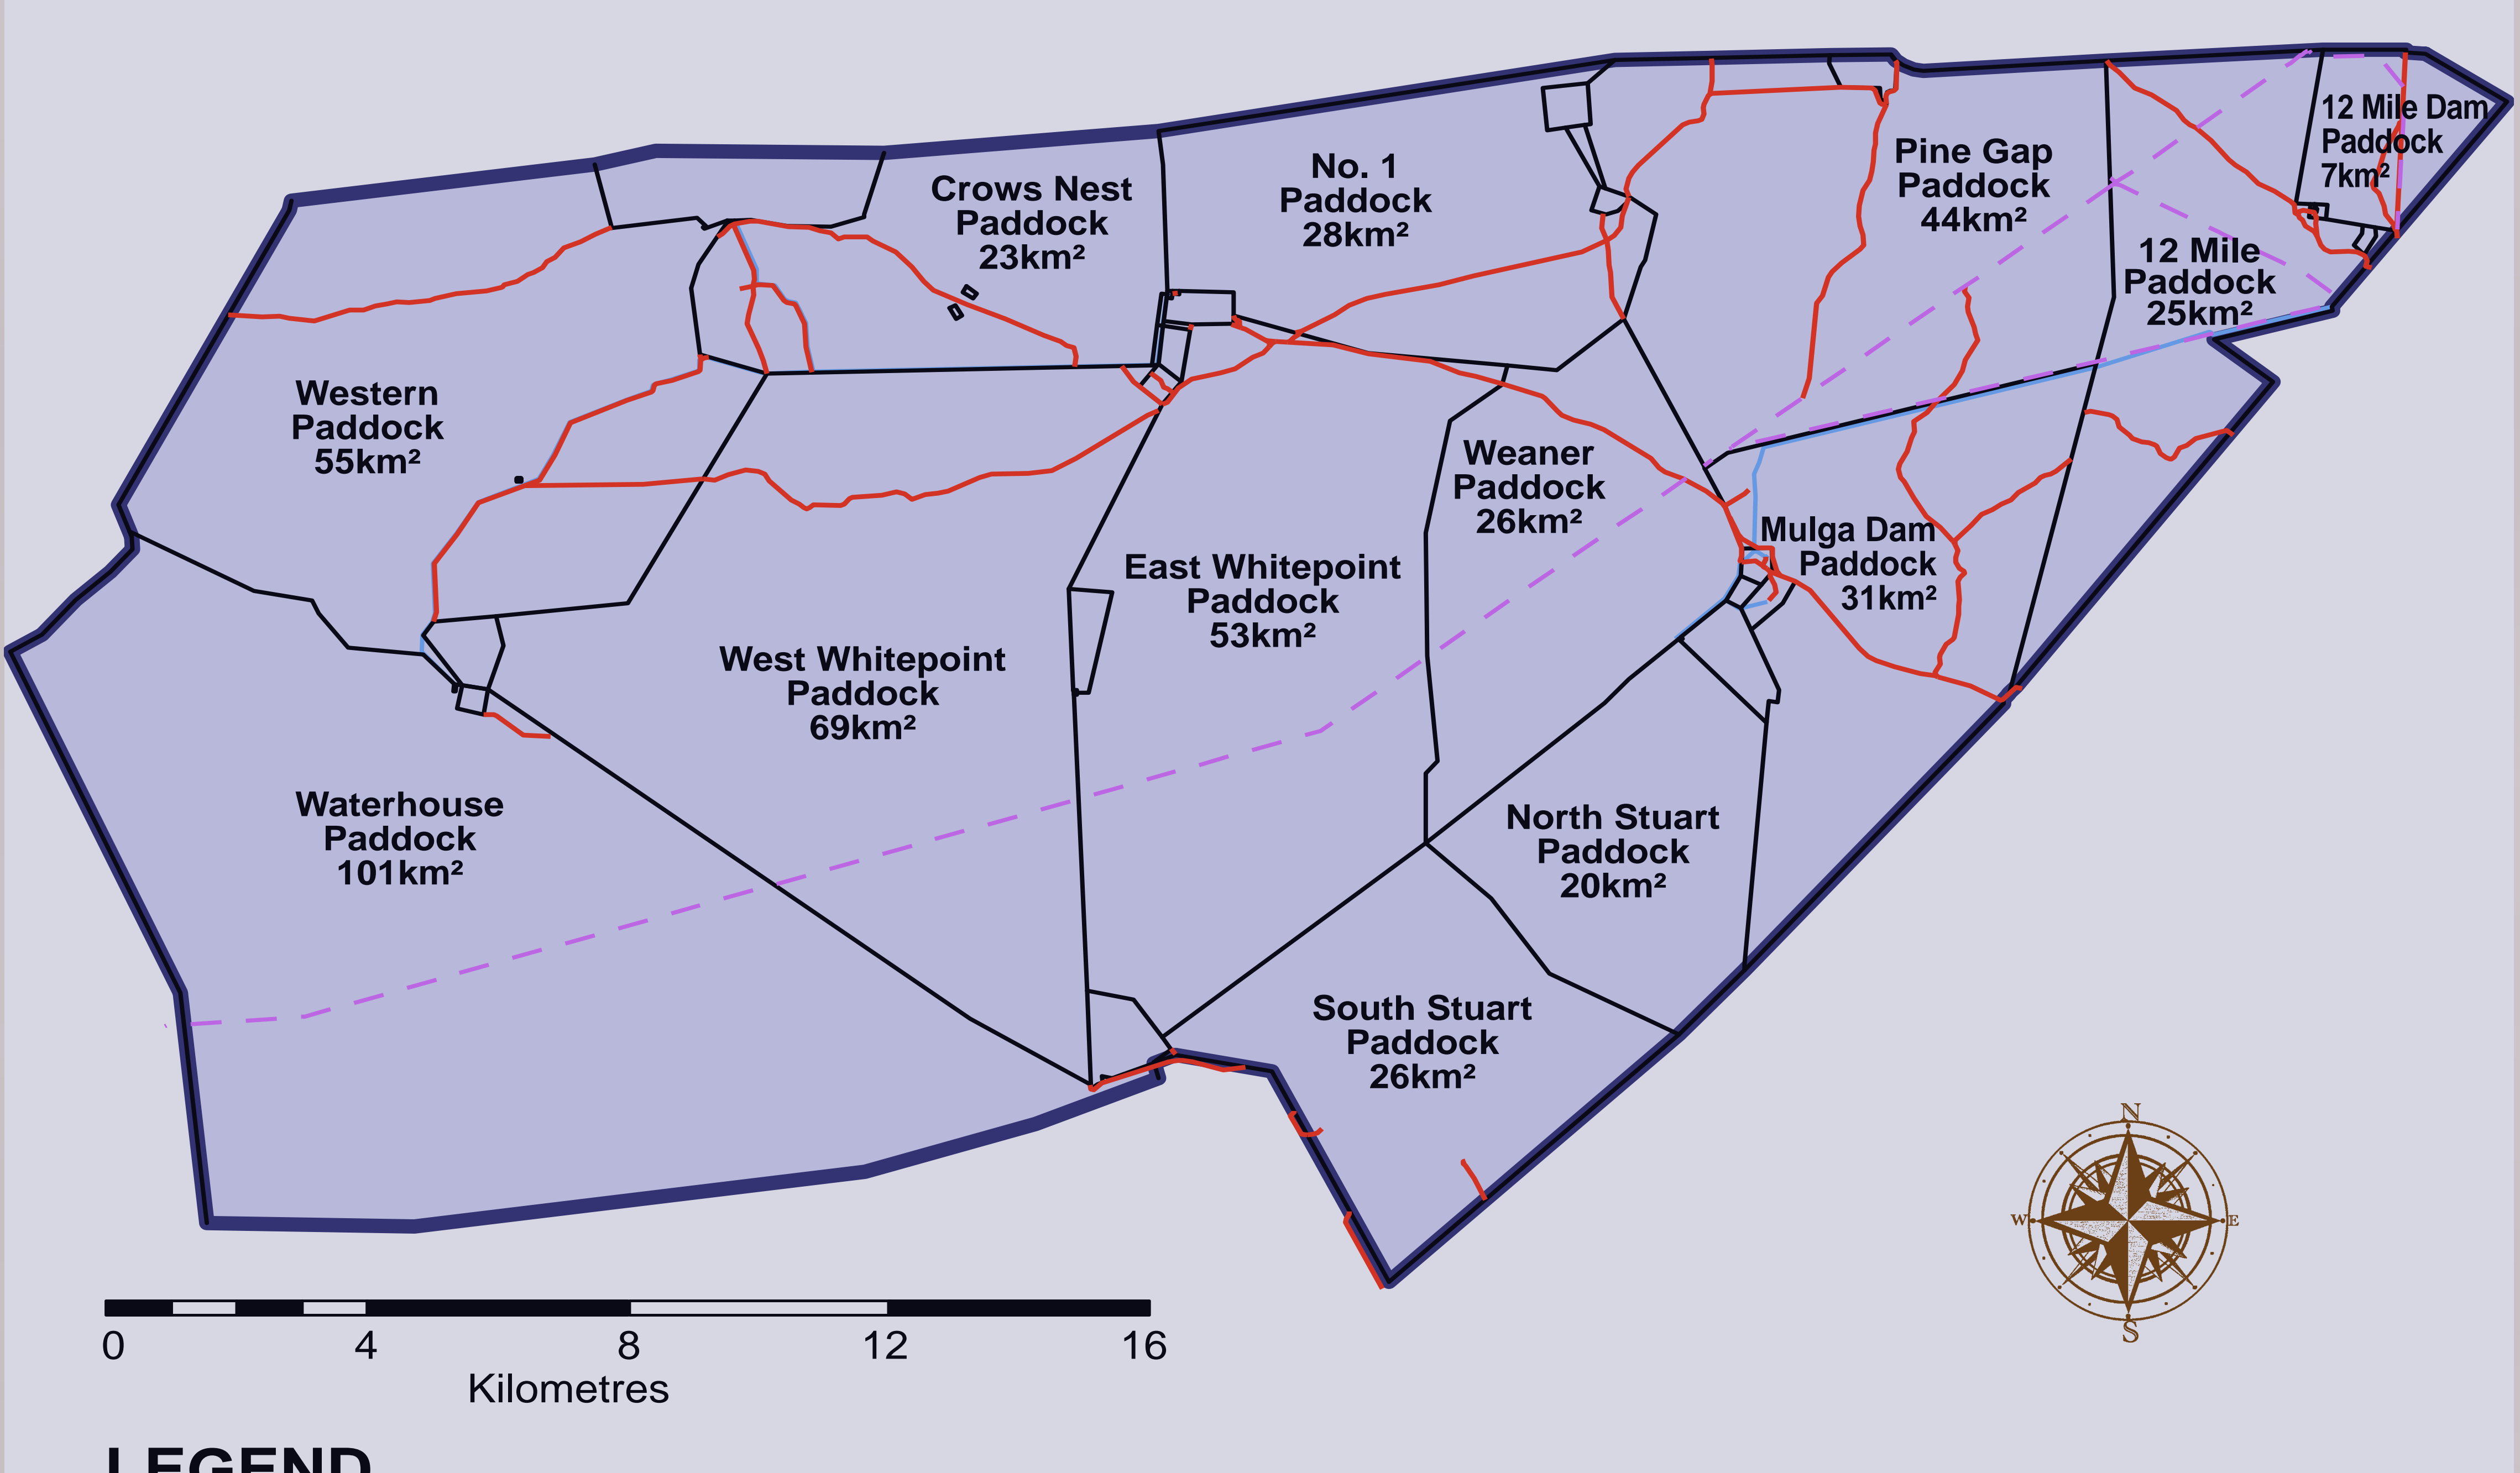 12 Mile Dam
Paddock
7km²
Pine Gap
Paddock
44km²
No. 1
Paddock
28km²
Crows Nest
Paddock
23km²
12 Mile
Paddock
25km²
Western
Paddock
55km²
Weaner
Paddock
26km²
Mulga Dam
Paddock
31km²
East Whitepoint
Paddock
53km²
West Whitepoint
Paddock
69km²
Waterhouse
Paddock
101km²
North Stuart
Paddock
20km²
South Stuart
Paddock
26km²
N
W
E
S
0 4 8 12 16
Kilometres
LEGEND